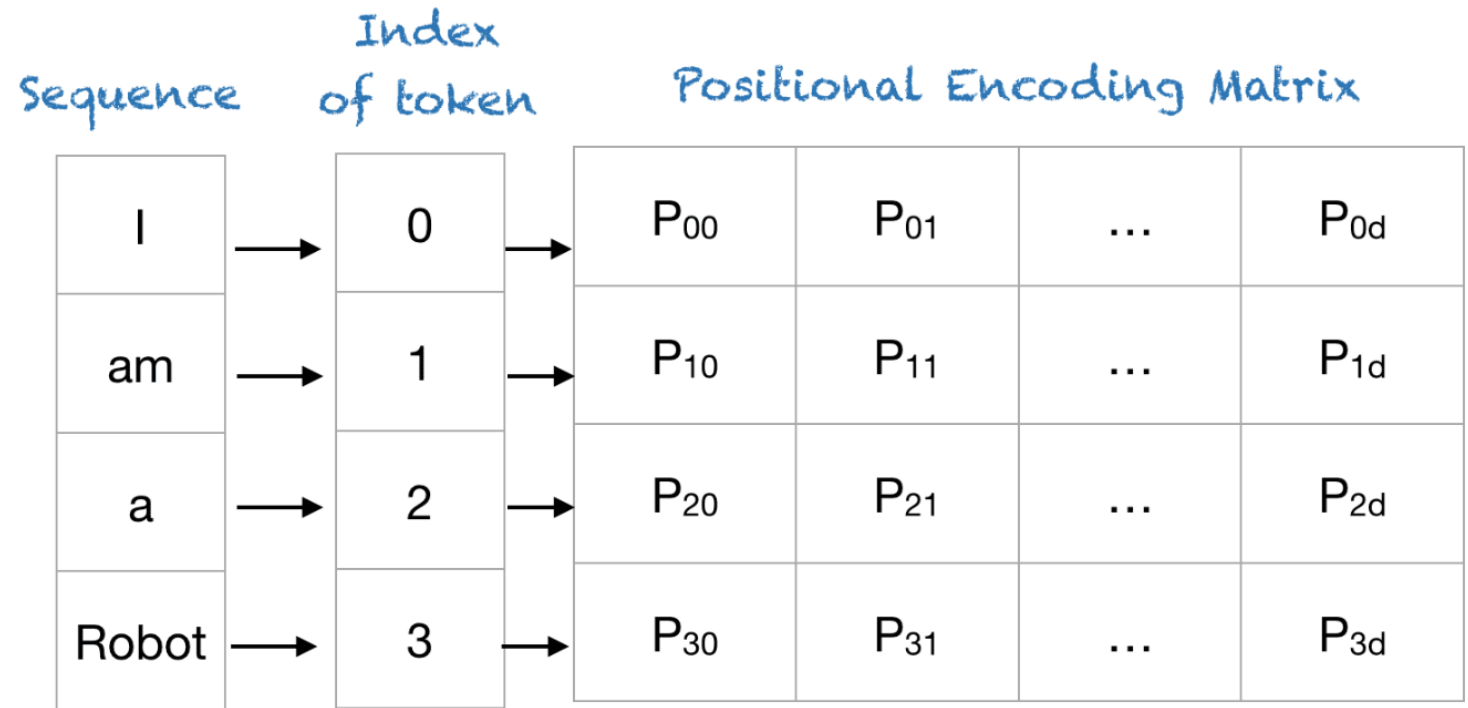 Sequence Index of token Positional Encoding Matrix
I 0 P00 P01 ... P0d
am 1 P10 P11 ... P1d
a 2 P20 P21 ... P2d
Robot 3 P30 P31 ... P3d